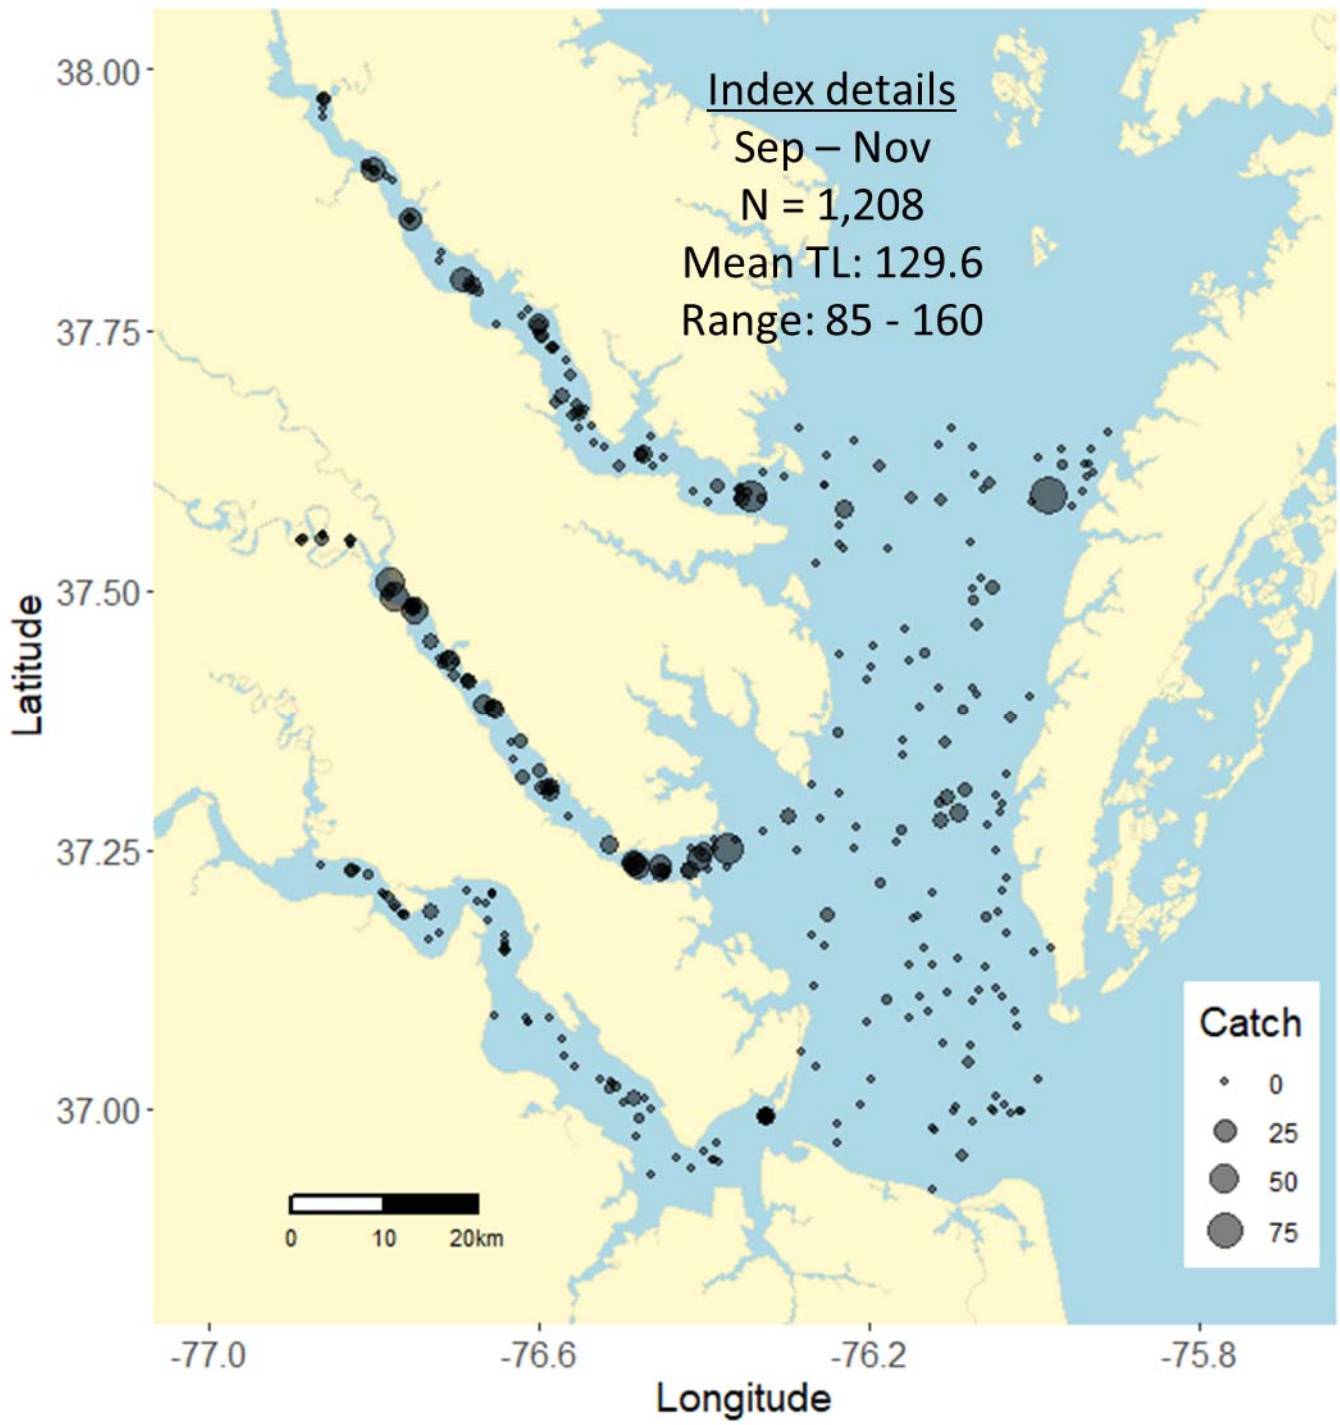 Index details
Sep – Nov
N = 1,208
Mean TL: 129.6
Range: 85 - 160
38.00
37.75
37.50
37.25
37.00
Latitude
Catch
0
25
50
75
0 10 20km
-77.0 -76.6 -76.2 -75.8
Longitude